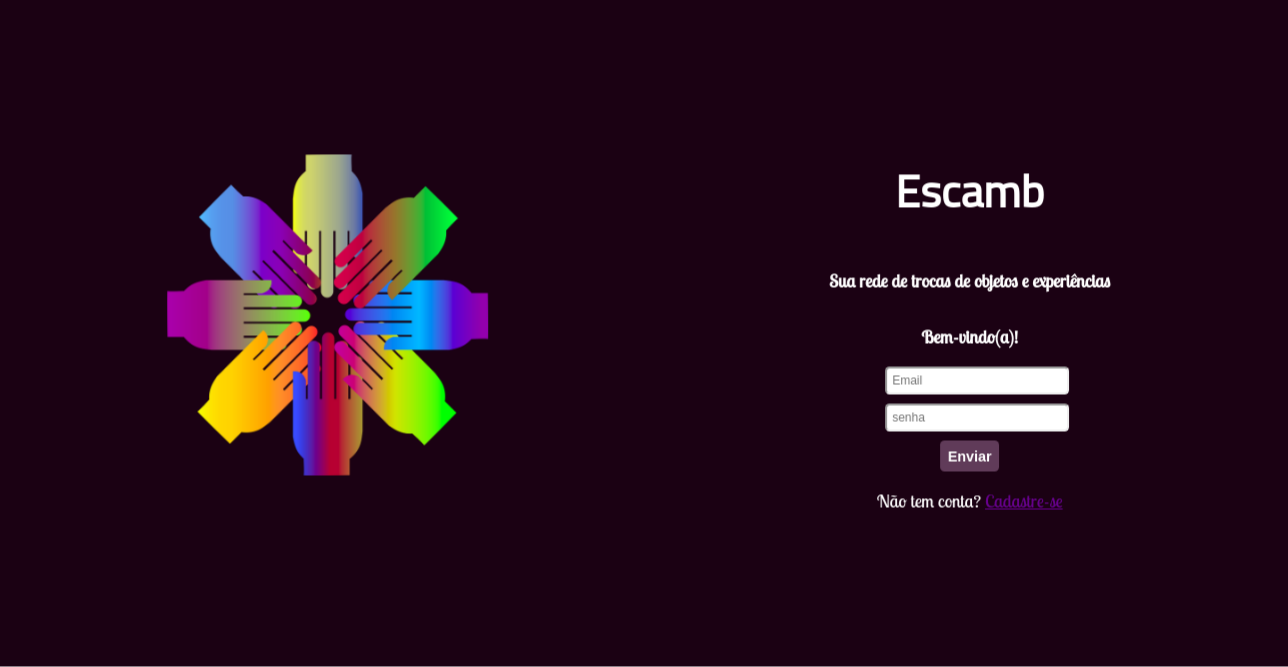 Escamb
Sua rede de trocas de objetos e experiências
Bem-vindo(a)!
Email
senha
Enviar
Não tem conta? Cadastre-se